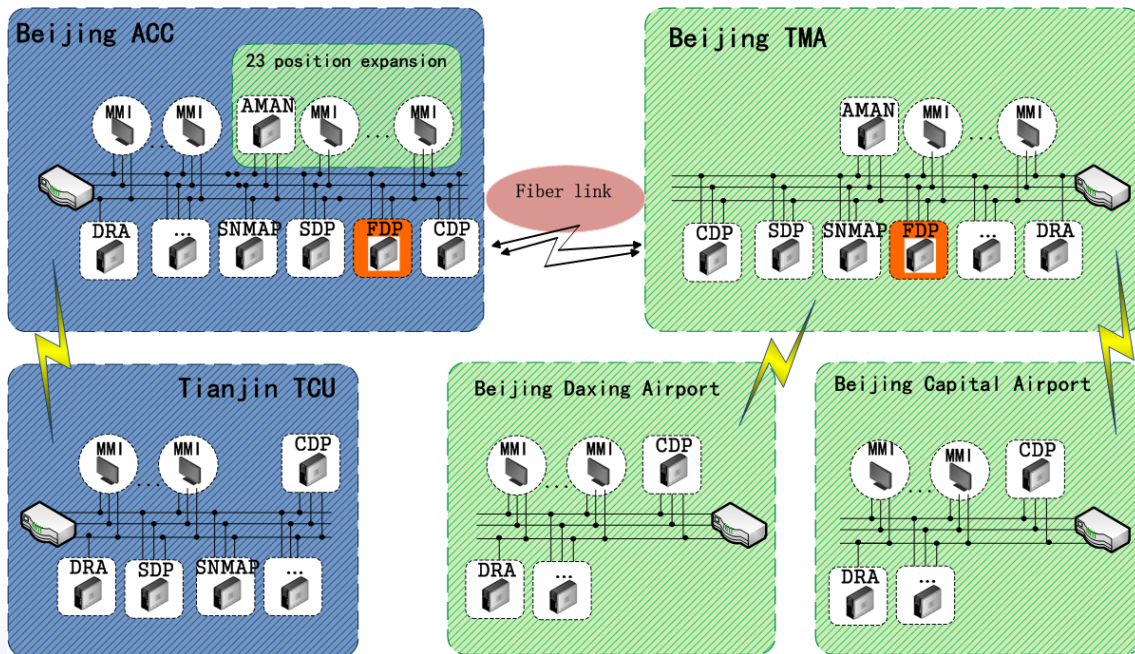 Beijing ACC
23 position expansion
MMI
...
MMI
AMAN
MMI
...
MMI
DRA
...
SNMAP
SDP
FDP
CDP
Fiber link
Beijing TMA
AMAN
MMI
...
MMI
CDP
SDP
SNMAP
FDP
...
DRA
Tianjin TCU
MMI
...
MMI
CDP
DRA
SDP
SNMAP
...
Beijing Daxing Airport
MMI
...
MMI
CDP
DRA
...
Beijing Capital Airport
MMI
...
MMI
CDP
DRA
...